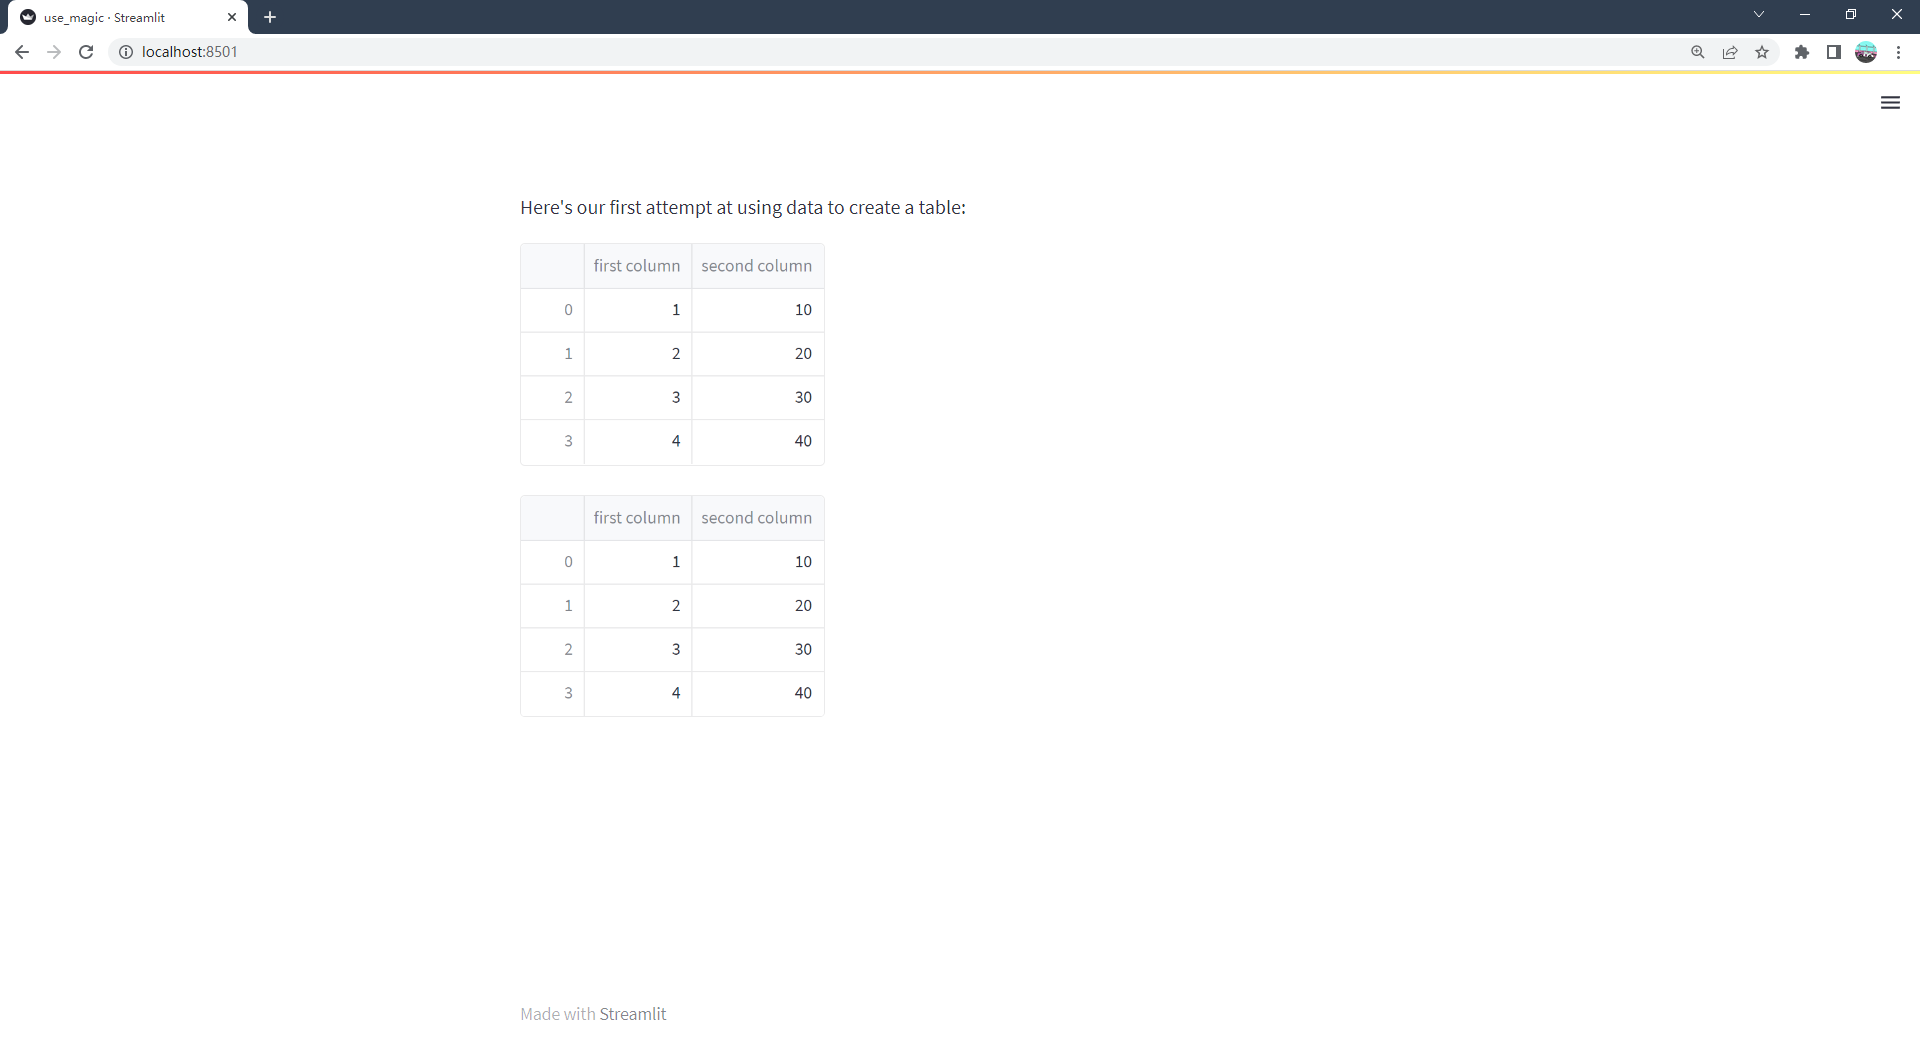 use_magic · Streamlit
localhost:8501
Here's our first attempt at using data to create a table:
first column second column
0 1 10
1 2 20
2 3 30
3 4 40
first column second column
0 1 10
1 2 20
2 3 30
3 4 40
Made with Streamlit